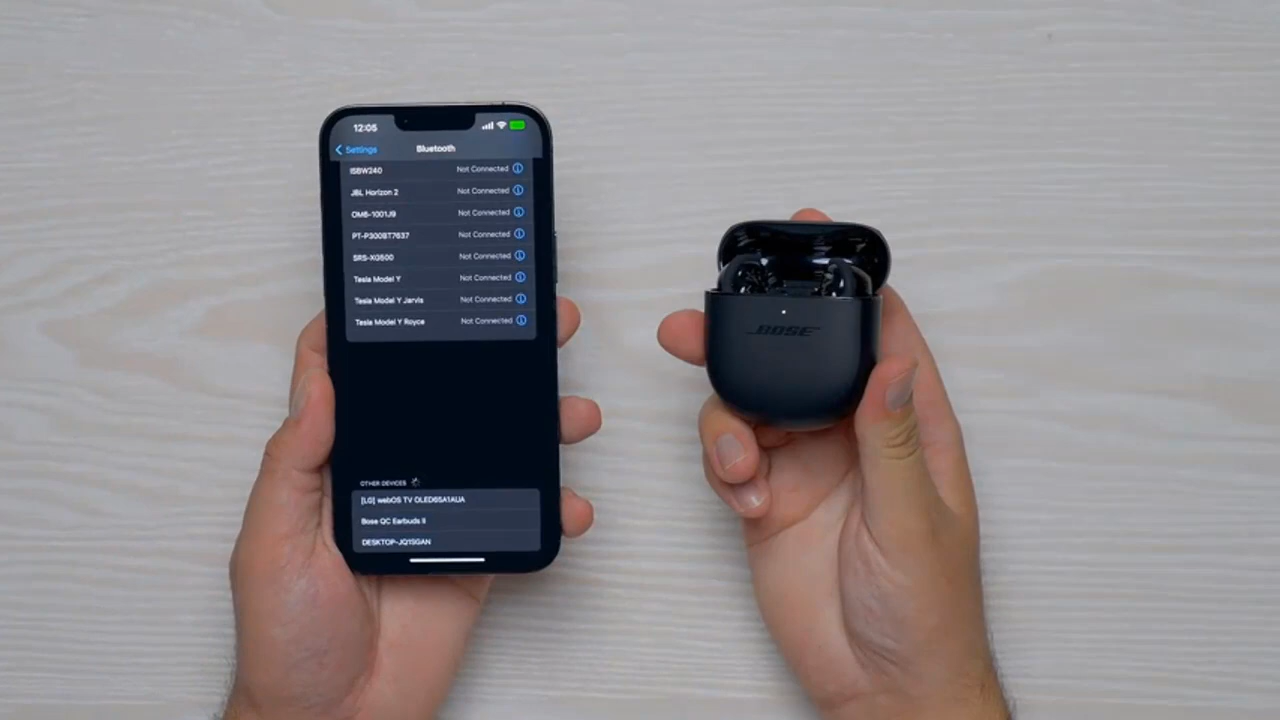 12:05
Settings
Bluetooth
ISBW240 Not Connected
JBL Horizon 2 Not Connected
OM6-1001J9 Not Connected
PT-P300BT7637 Not Connected
SRS-XG500 Not Connected
Tesla Model Y Not Connected
Tesla Model Y Jarvis Not Connected
Tesla Model Y Royce Not Connected
OTHER DEVICES
[LG] webOS TV OLED65A1AUA
Bose QC Earbuds II
DESKTOP-JQ1SGAN
BOSE